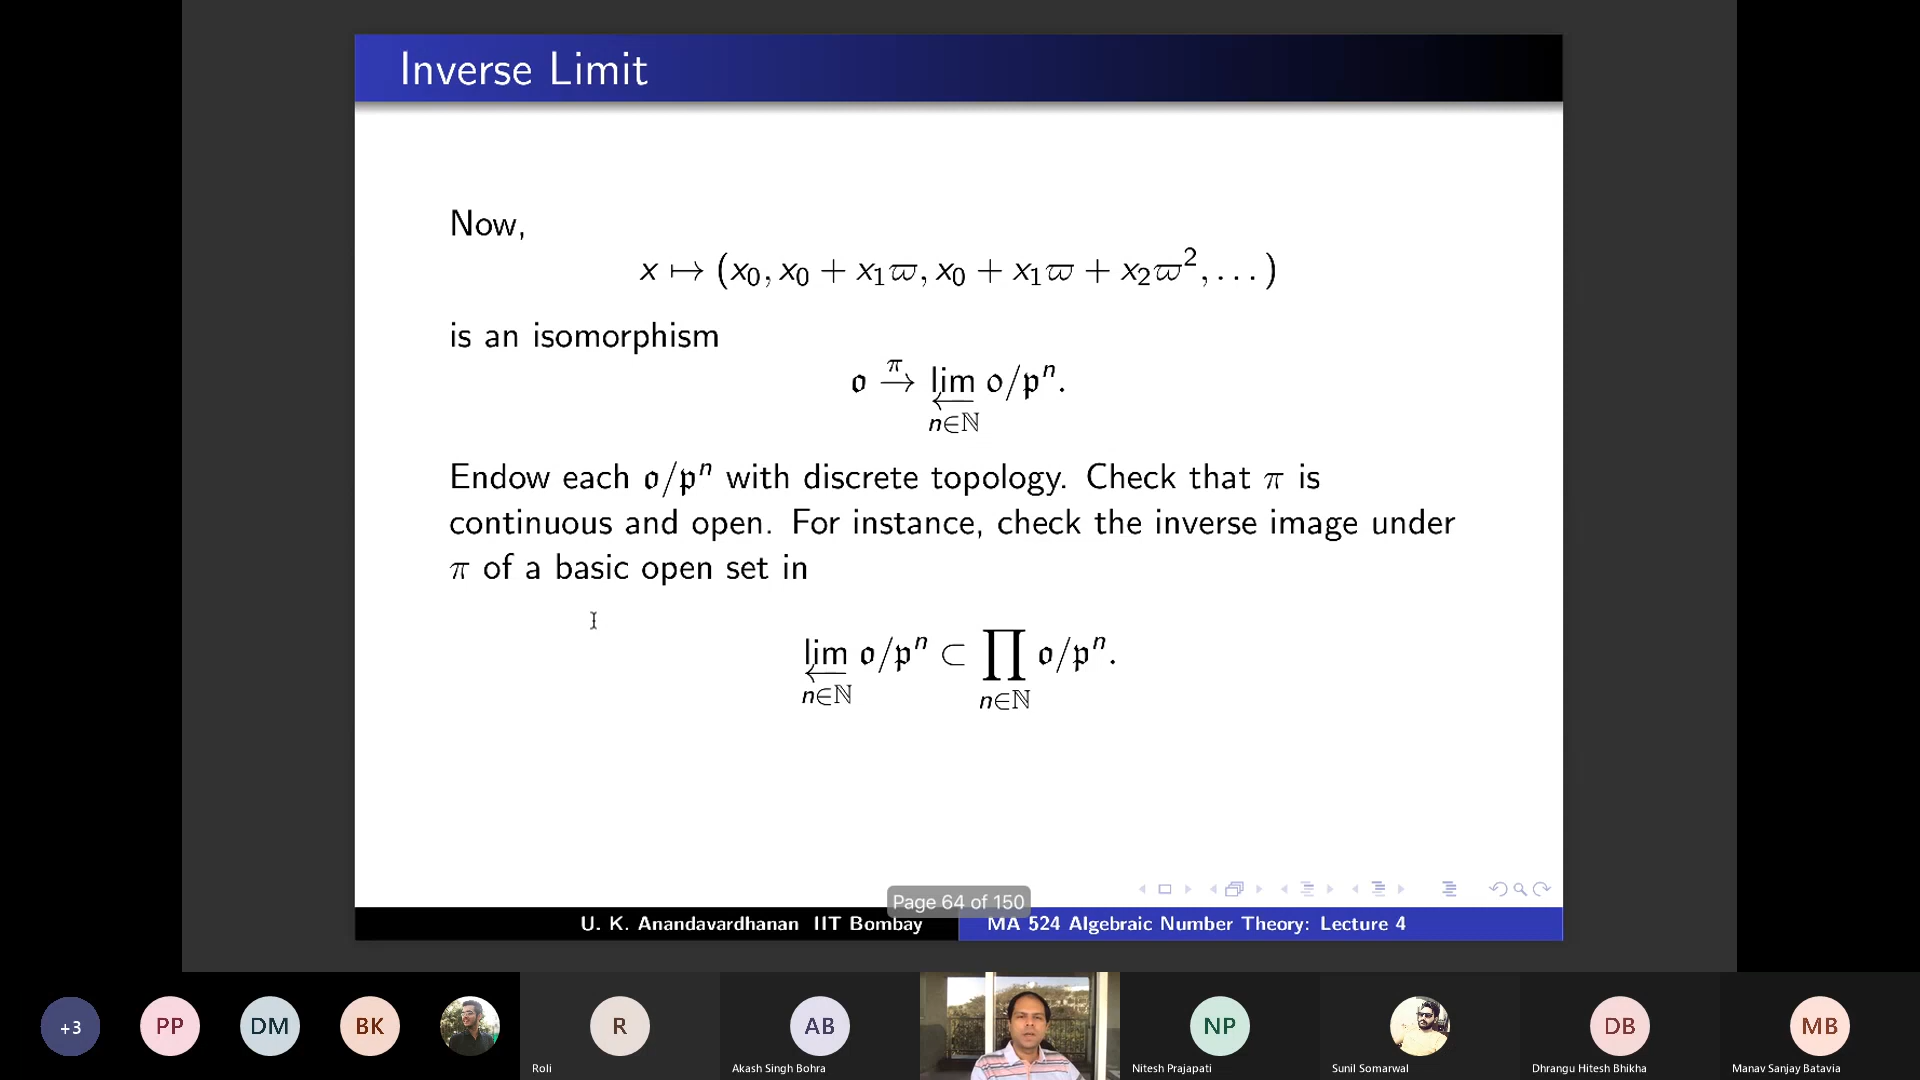 Inverse Limit
Now,
x ↦ (x₀, x₀ + x₁ϖ, x₀ + x₁ϖ + x₂ϖ², . . . )
is an isomorphism
𝔬 →^π lim_{←, n∈ℕ} 𝔬/𝔭ⁿ.
Endow each 𝔬/𝔭ⁿ with discrete topology. Check that π is
continuous and open. For instance, check the inverse image under
π of a basic open set in
lim_{←, n∈ℕ} 𝔬/𝔭ⁿ ⊂ ∏_{n∈ℕ} 𝔬/𝔭ⁿ.
Page 64 of 150
U. K. Anandavardhanan IIT Bombay MA 524 Algebraic Number Theory: Lecture 4
+3 PP DM BK R AB NP DB MB
Roli Akash Singh Bohra Nitesh Prajapati Sunil Somarwal Dhrangu Hitesh Bhikha Manav Sanjay Batavia